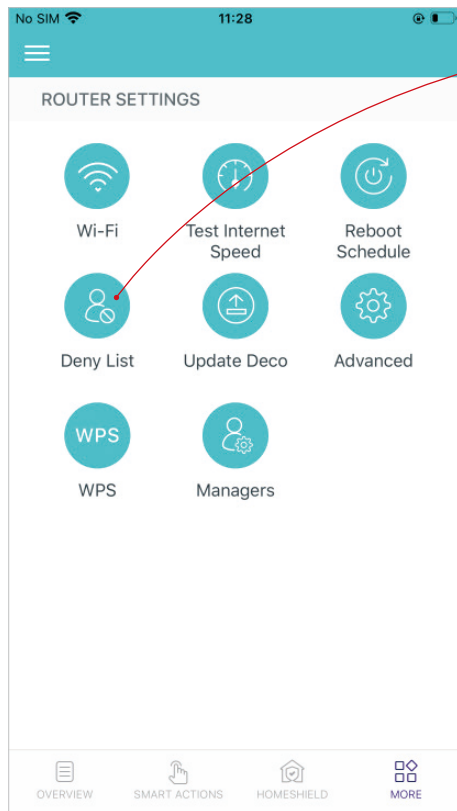 No SIM 11:28
ROUTER SETTINGS
Wi-Fi
Test Internet
Speed
Reboot
Schedule
Deny List
Update Deco
Advanced
WPS
WPS
Managers
OVERVIEW
SMART ACTIONS
HOMESHIELD
MORE